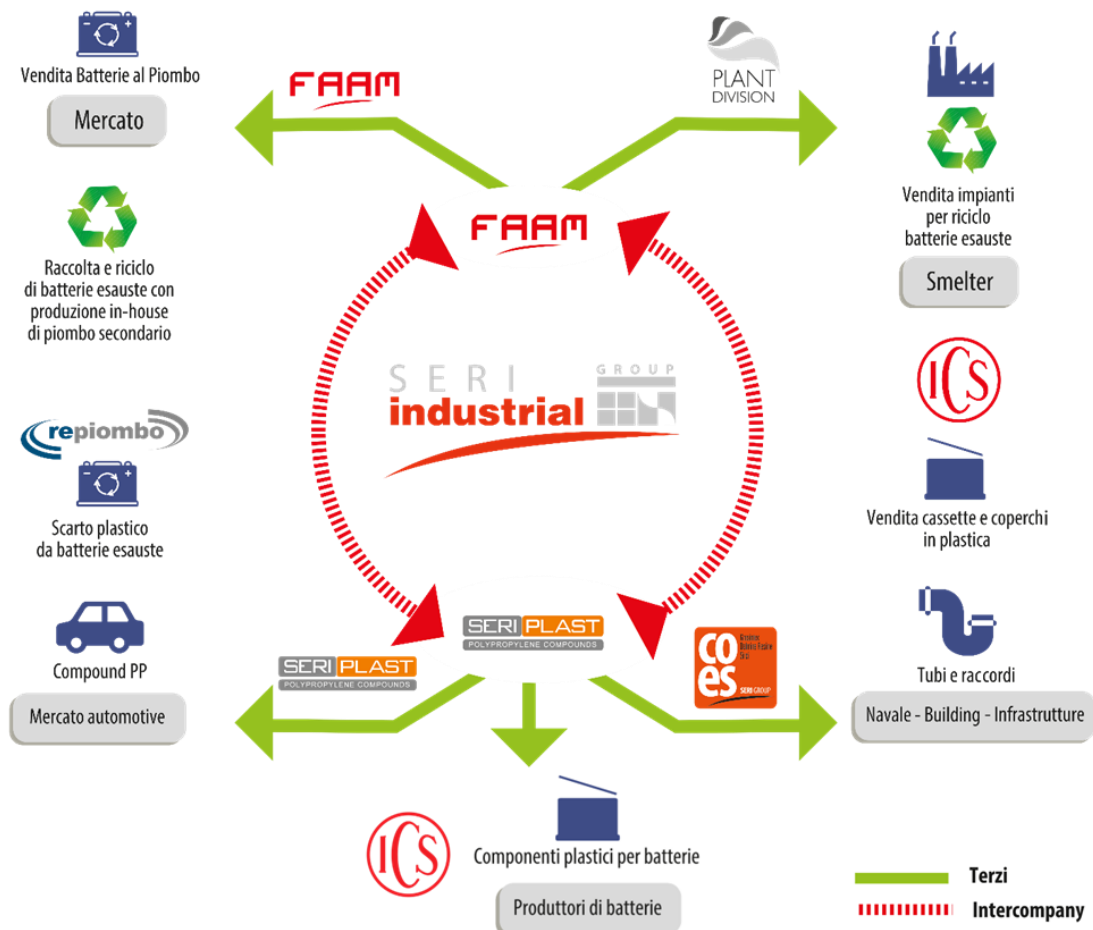 Vendita Batterie al Piombo
Mercato
FAAM
PLANT
DIVISION
Vendita impianti
per riciclo
batterie esauste
Smelter
FAAM
Raccolta e riciclo
di batterie esauste con
produzione in-house
di piombo secondario
SERI
GROUP
industrial
ICS
Vendita cassette e coperchi
in plastica
repiombo
Scarto plastico
da batterie esauste
Compound PP
Mercato automotive
SERI PLAST
POLYPROPYLENE COMPOUNDS
SERI PLAST
POLYPROPYLENE COMPOUNDS
co
es
SERI GROUP
Tubi e raccordi
Navale - Building - Infrastrutture
ICS
Componenti plastici per batterie
Produttori di batterie
Terzi
Intercompany